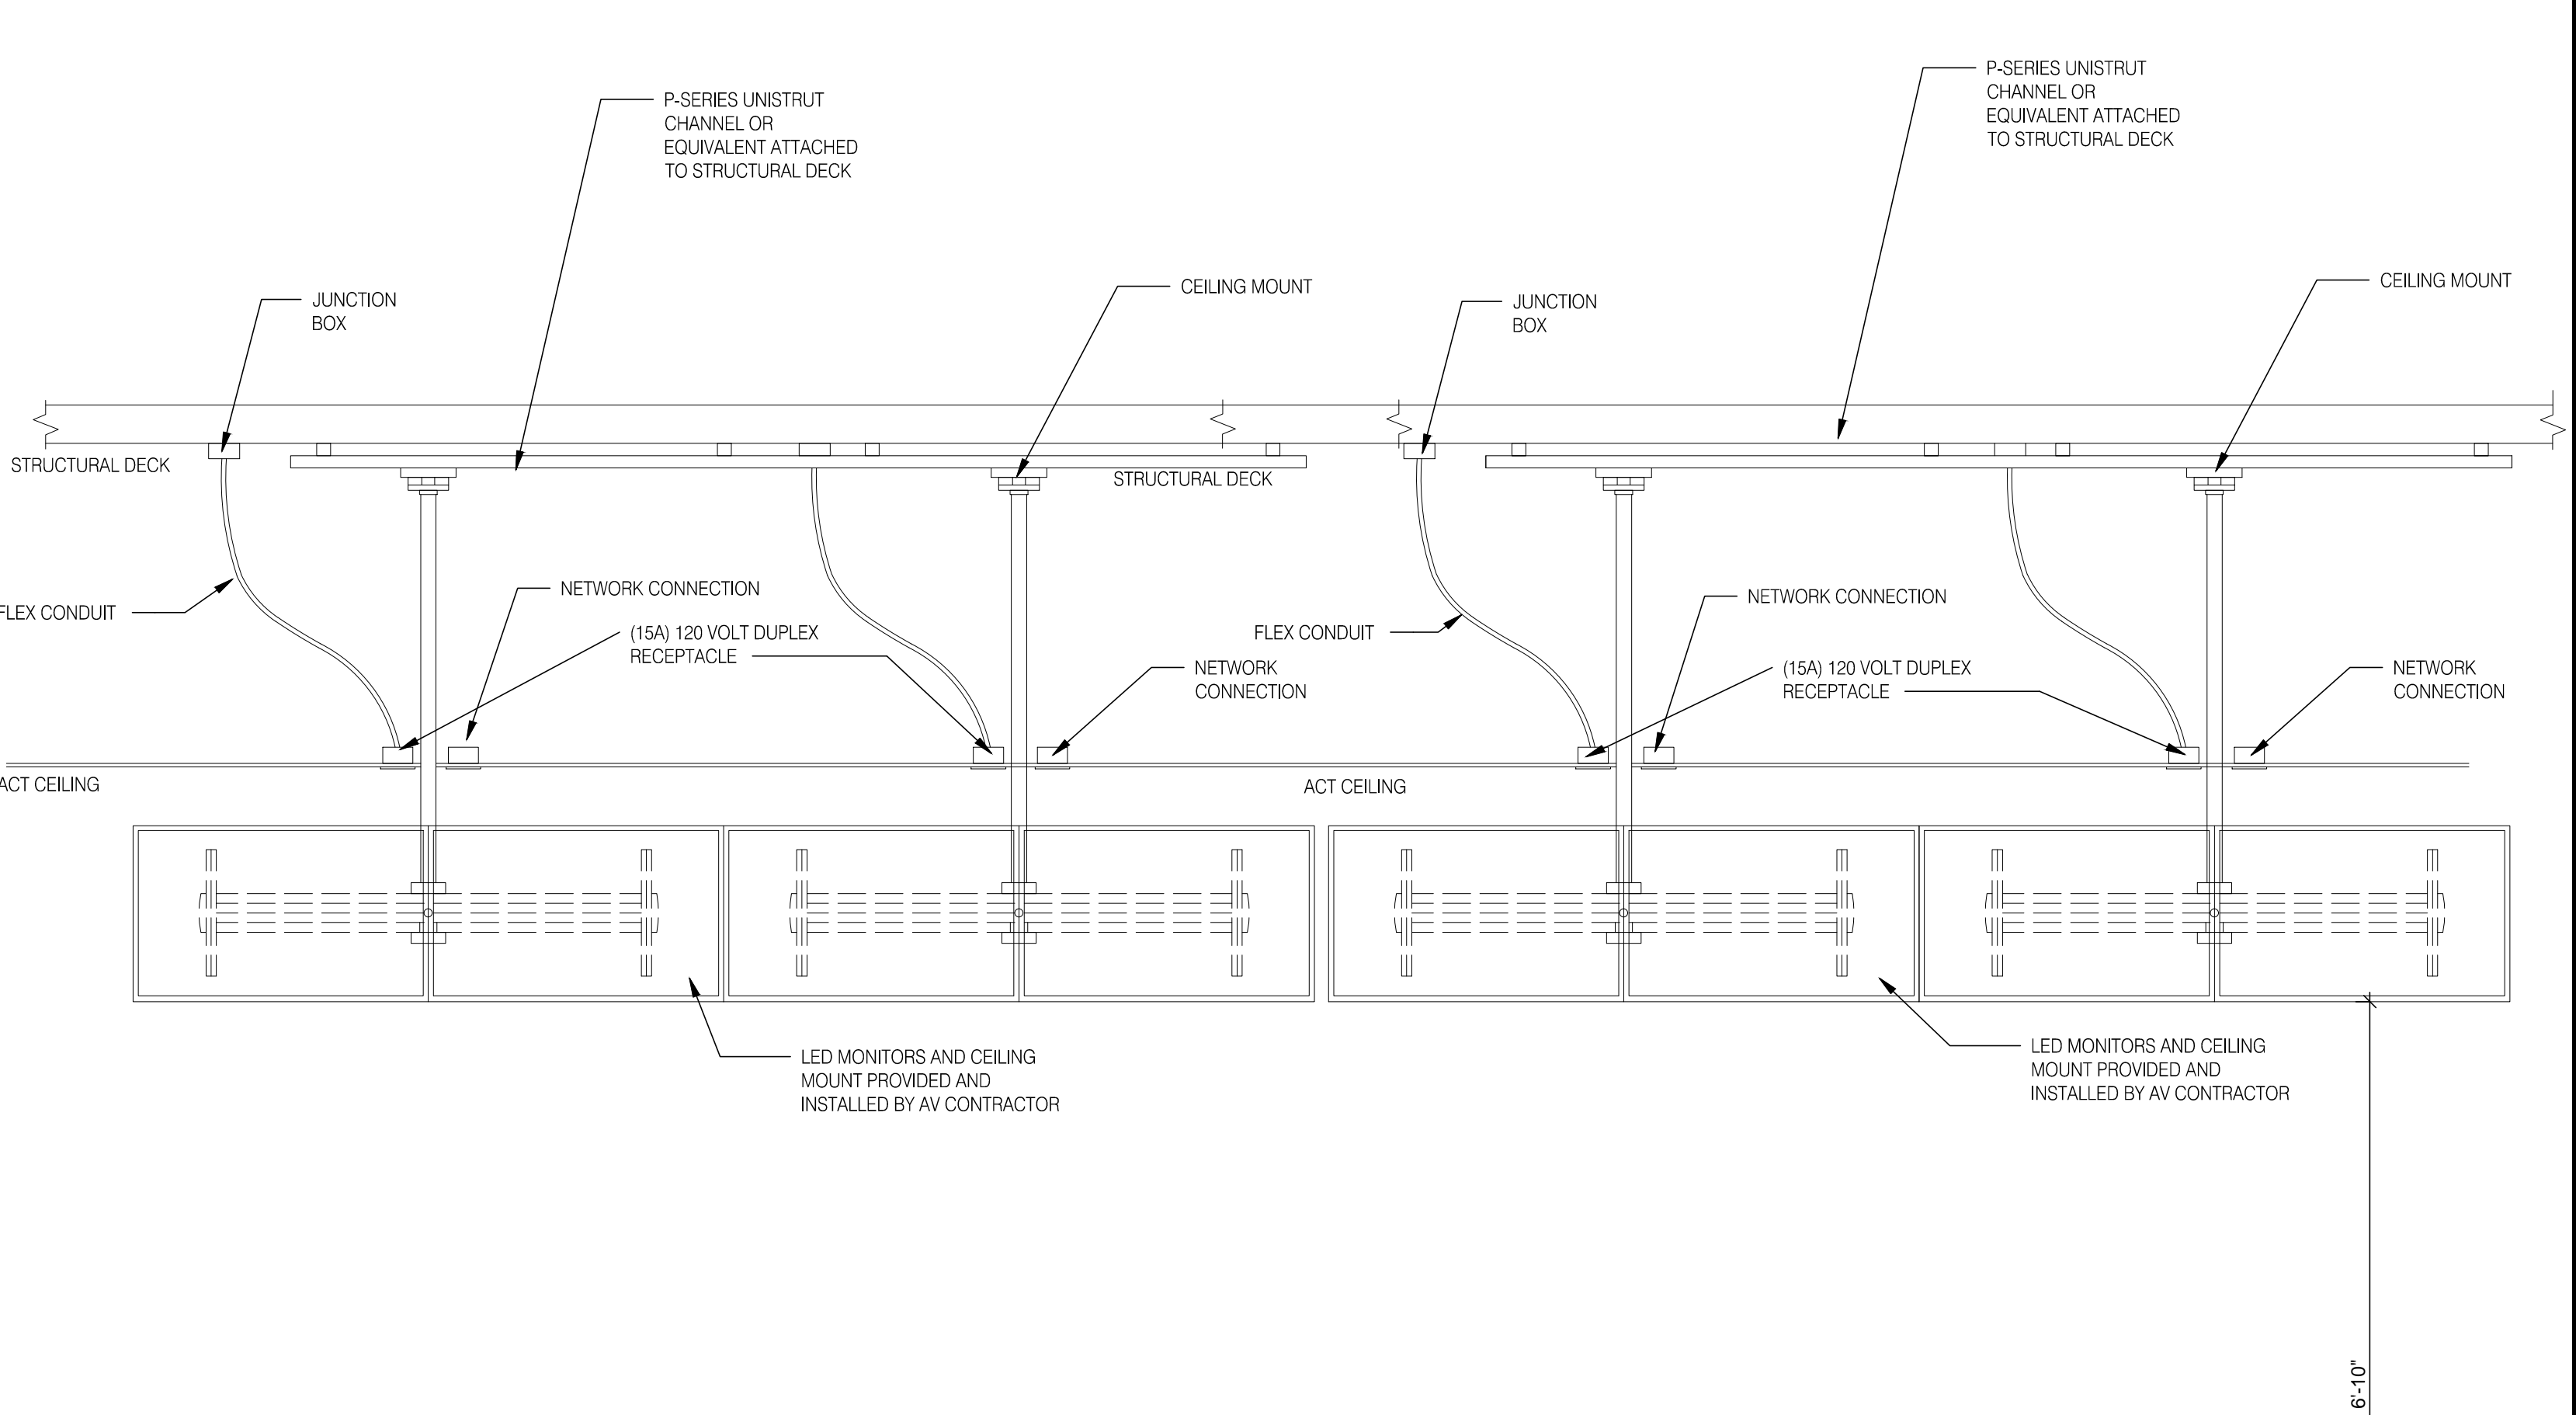 P-SERIES UNISTRUT
CHANNEL OR
EQUIVALENT ATTACHED
TO STRUCTURAL DECK
P-SERIES UNISTRUT
CHANNEL OR
EQUIVALENT ATTACHED
TO STRUCTURAL DECK
JUNCTION
BOX
CEILING MOUNT
JUNCTION
BOX
CEILING MOUNT
STRUCTURAL DECK
STRUCTURAL DECK
FLEX CONDUIT
NETWORK CONNECTION
(15A) 120 VOLT DUPLEX
RECEPTACLE
NETWORK
CONNECTION
FLEX CONDUIT
NETWORK CONNECTION
(15A) 120 VOLT DUPLEX
RECEPTACLE
NETWORK
CONNECTION
ACT CEILING
ACT CEILING
LED MONITORS AND CEILING
MOUNT PROVIDED AND
INSTALLED BY AV CONTRACTOR
LED MONITORS AND CEILING
MOUNT PROVIDED AND
INSTALLED BY AV CONTRACTOR
6'-10"